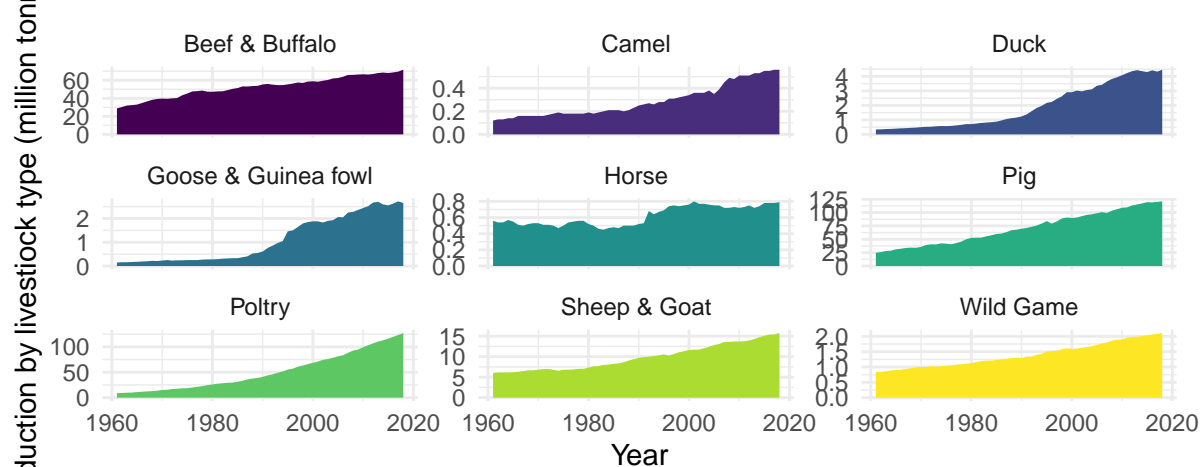 duction by livestock type (million tonn
Beef & Buffalo Camel Duck
60 0.4 4
40 0.2 3
20 0.0 2
0 1
0
Goose & Guinea fowl Horse Pig
2 0.8 125
1 0.6 100
0 0.4 75
0.2 50
0.0 25
0
Poltry Sheep & Goat Wild Game
100 15 2.0
50 10 1.5
0 5 1.0
0 0.5
0.0
1960 1980 2000 2020 1960 1980 2000 2020 1960 1980 2000 2020
Year